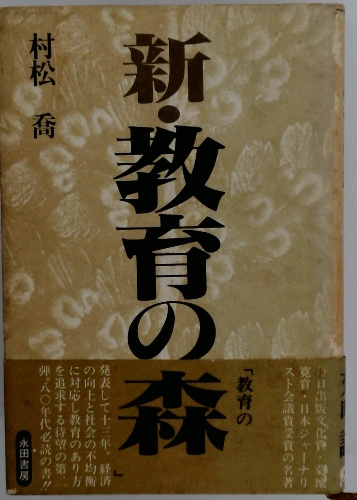 新・教育の森
村松 喬
毎日出版文化賞・菊池
寛賞・日本ジャーナリ
スト会議賞受賞の名著
「教育の森」
発表して十三年。経済
の向上と社会の不均衡
に対応し教育のあり方
を追求する待望の第二
弾。八〇年代必読の書!!
永田書房